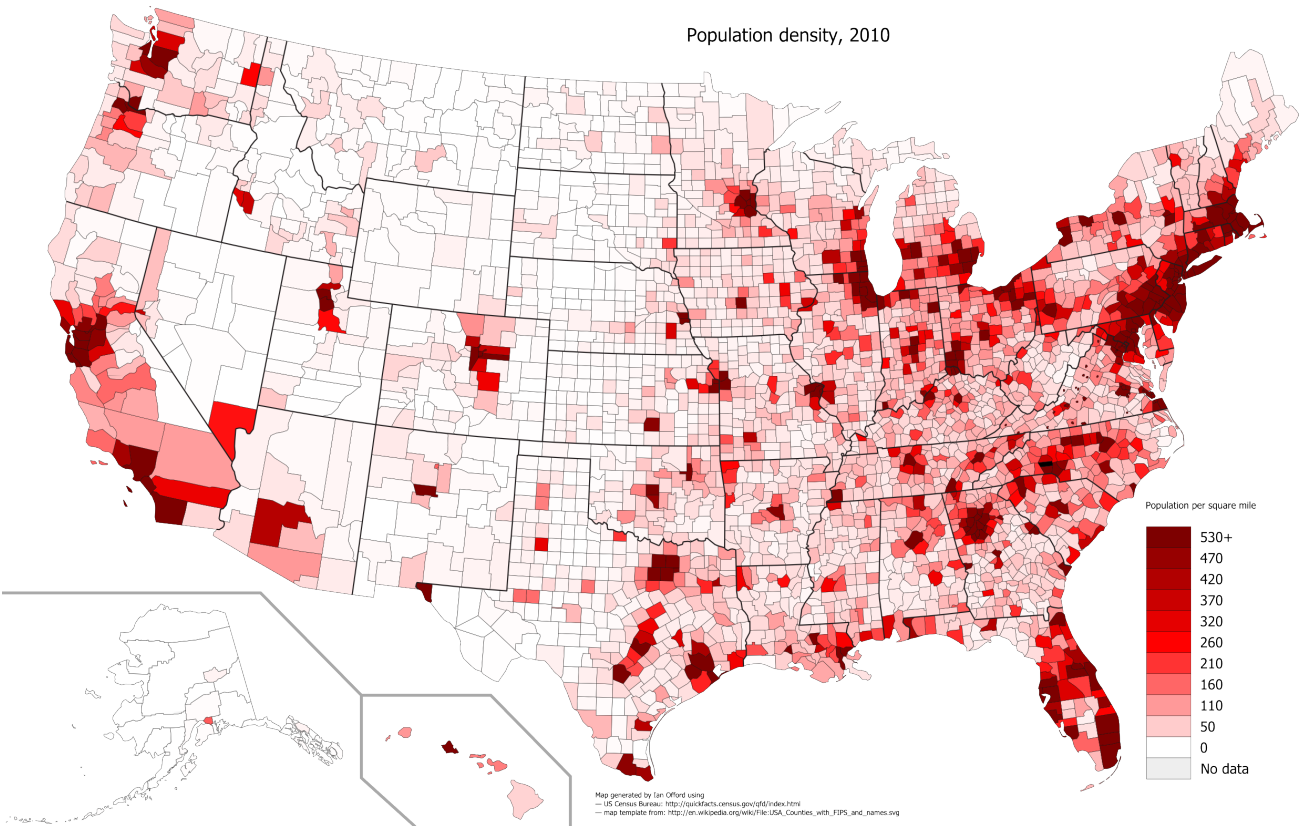 Population density, 2010
Population per square mile
530+
470
420
370
320
260
210
160
110
50
0
No data
Map generated by Ian Offord using
— US Census Bureau: http://quickfacts.census.gov/qfd/index.html
— map template from: http://en.wikipedia.org/wiki/File:USA_Counties_with_FIPS_and_names.svg